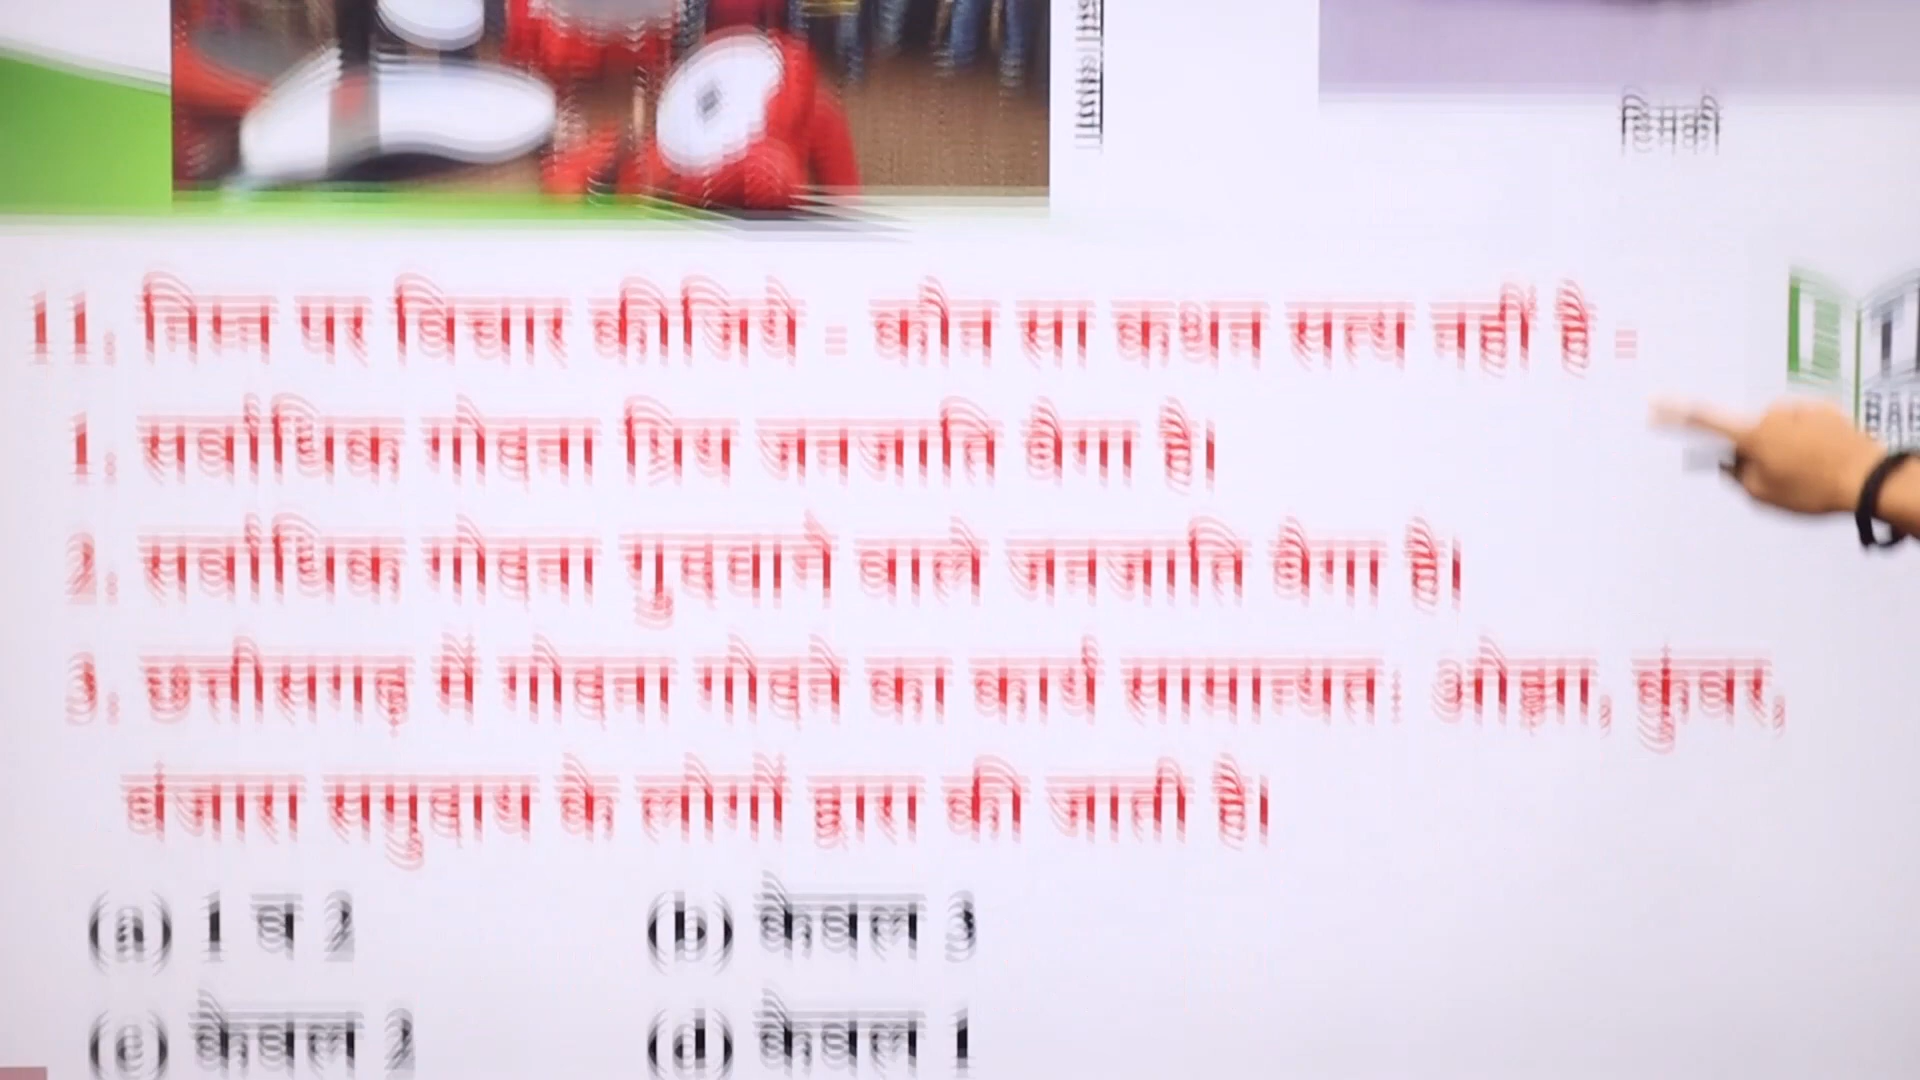 टिमकी
11. निम्न पर विचार कीजिये = कौन सा कथन सत्य नहीं है =
1. सर्वाधिक गोदना प्रिय जनजाति बैगा है।
2. सर्वाधिक गोदना गुदवाने वाले जनजाति बैगा है।
3. छत्तीसगढ़ में गोदना गोदने का कार्य सामान्यतः ओझा, कुंवर,
बंजारा समुदाय के लोगों द्वारा की जाती है।
(a) 1 व 2 (b) केवल 3
(c) केवल 2 (d) केवल 1